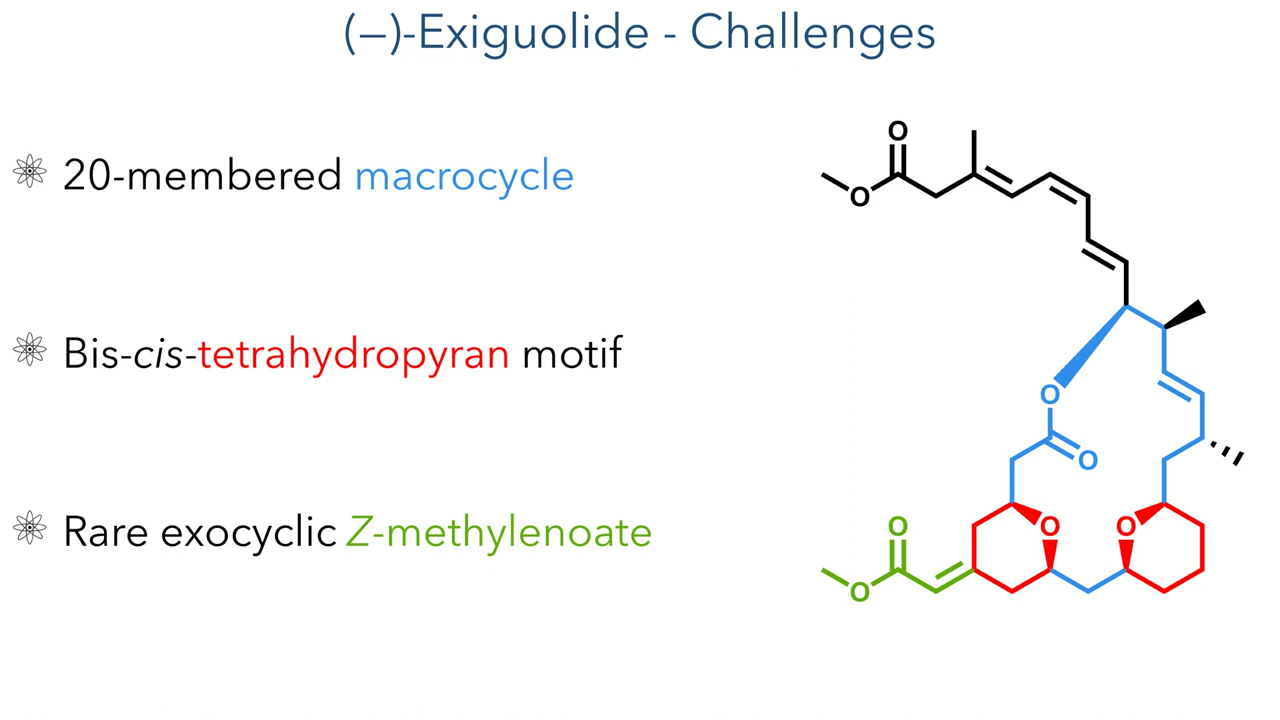 (–)-Exiguolide - Challenges
20-membered macrocycle
Bis-cis-tetrahydropyran motif
Rare exocyclic Z-methylenoate
O
O
O
O
O
O
O
O